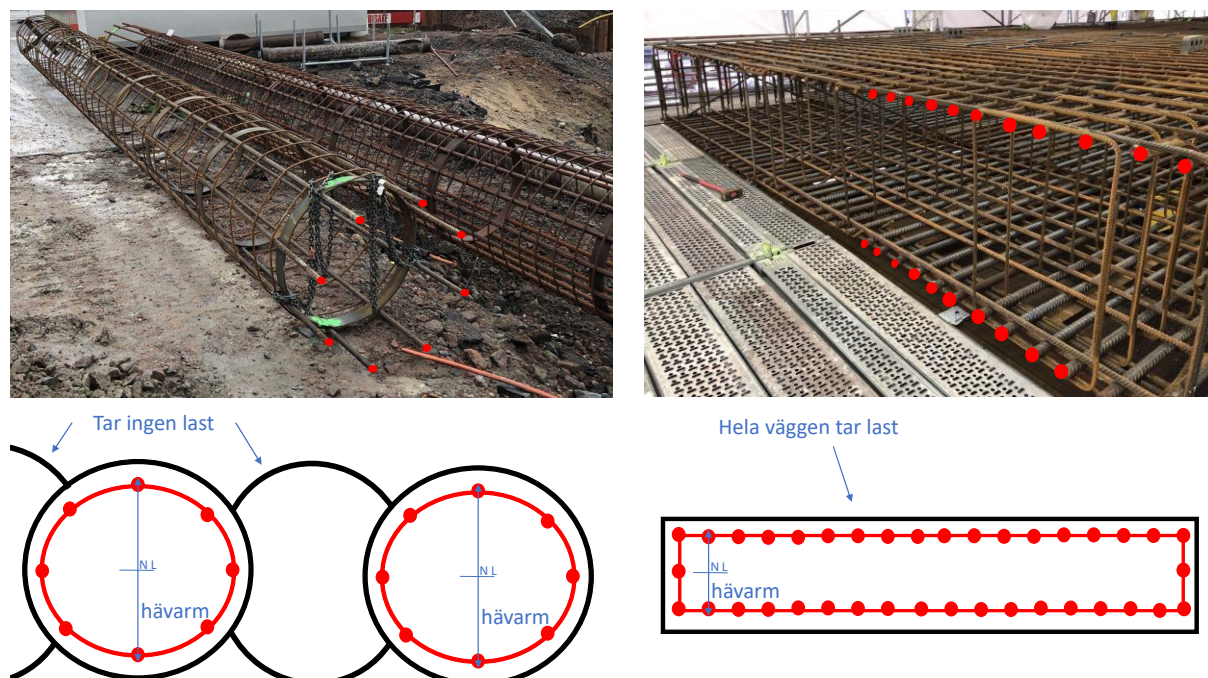 Tar ingen last
Hela väggen tar last
N L
hävarm
N L
hävarm
N L
hävarm